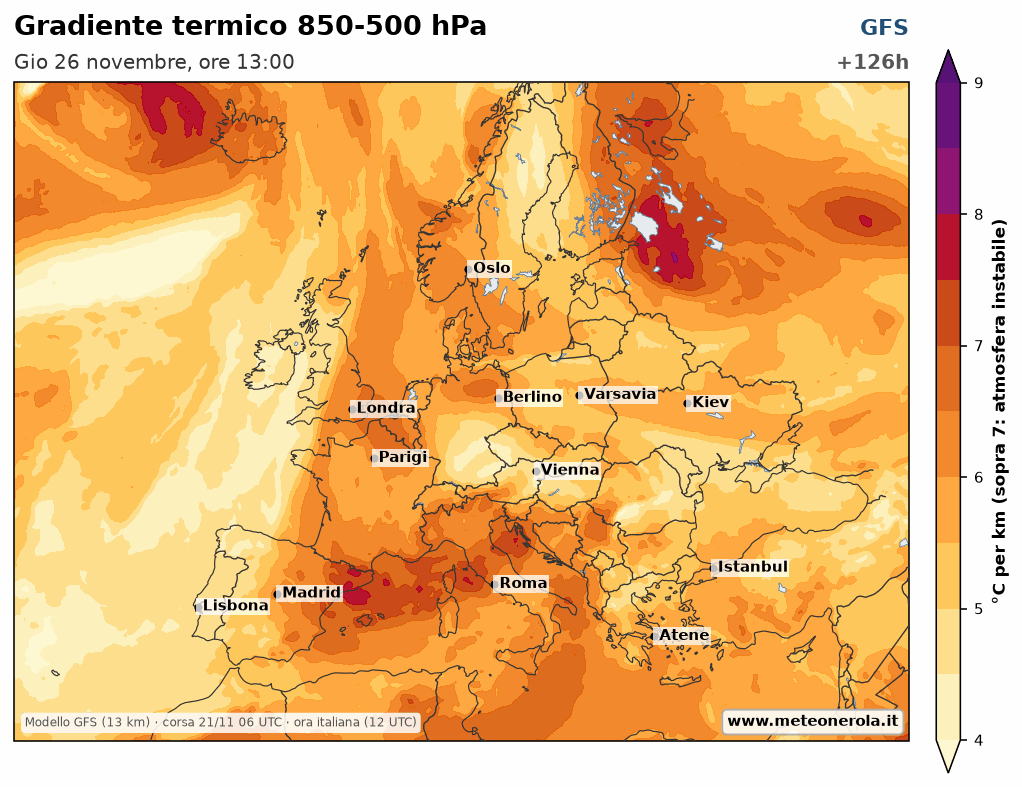 Gradiente termico 850-500 hPa
GFS
Gio 26 novembre, ore 13:00
+126h
9
8
7
6
5
4
°C per km (sopra 7: atmosfera instabile)
Oslo
Berlino
Varsavia
Kiev
Londra
Parigi
Vienna
Istanbul
Roma
Madrid
Lisbona
Atene
Modello GFS (13 km) · corsa 21/11 06 UTC · ora italiana (12 UTC)
www.meteonerola.it